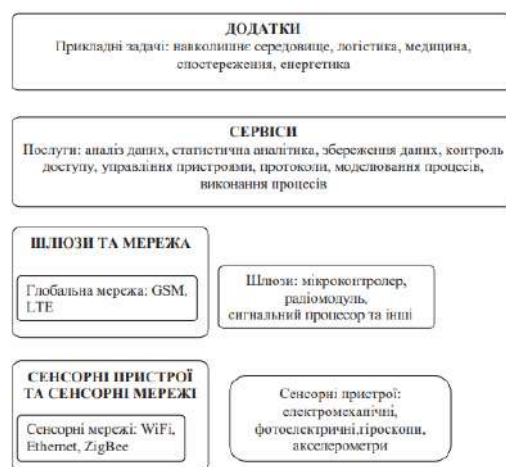 ДОДАТКИ
Прикладні задачі: навколишнє середовище, логістика, медицина,
спостереження, енергетика
СЕРВІСИ
Послуги: аналіз даних, статистична аналітика, збереження даних, контроль
доступу, управління пристроями, протоколи, моделювання процесів,
виконання процесів
ШЛЮЗИ ТА МЕРЕЖА
Глобальна мережа: GSM,
LTE
Шлюзи: мікроконтролер,
радіомодуль,
сигнальний процесор та інші
СЕНСОРНІ ПРИСТРОЇ
ТА СЕНСОРНІ МЕРЕЖІ
Сенсорні мережі: WiFi,
Ethernet, ZigBee
Сенсорні пристрої:
електромеханічні,
фотоелектричні,гіроскопи,
акселерометри